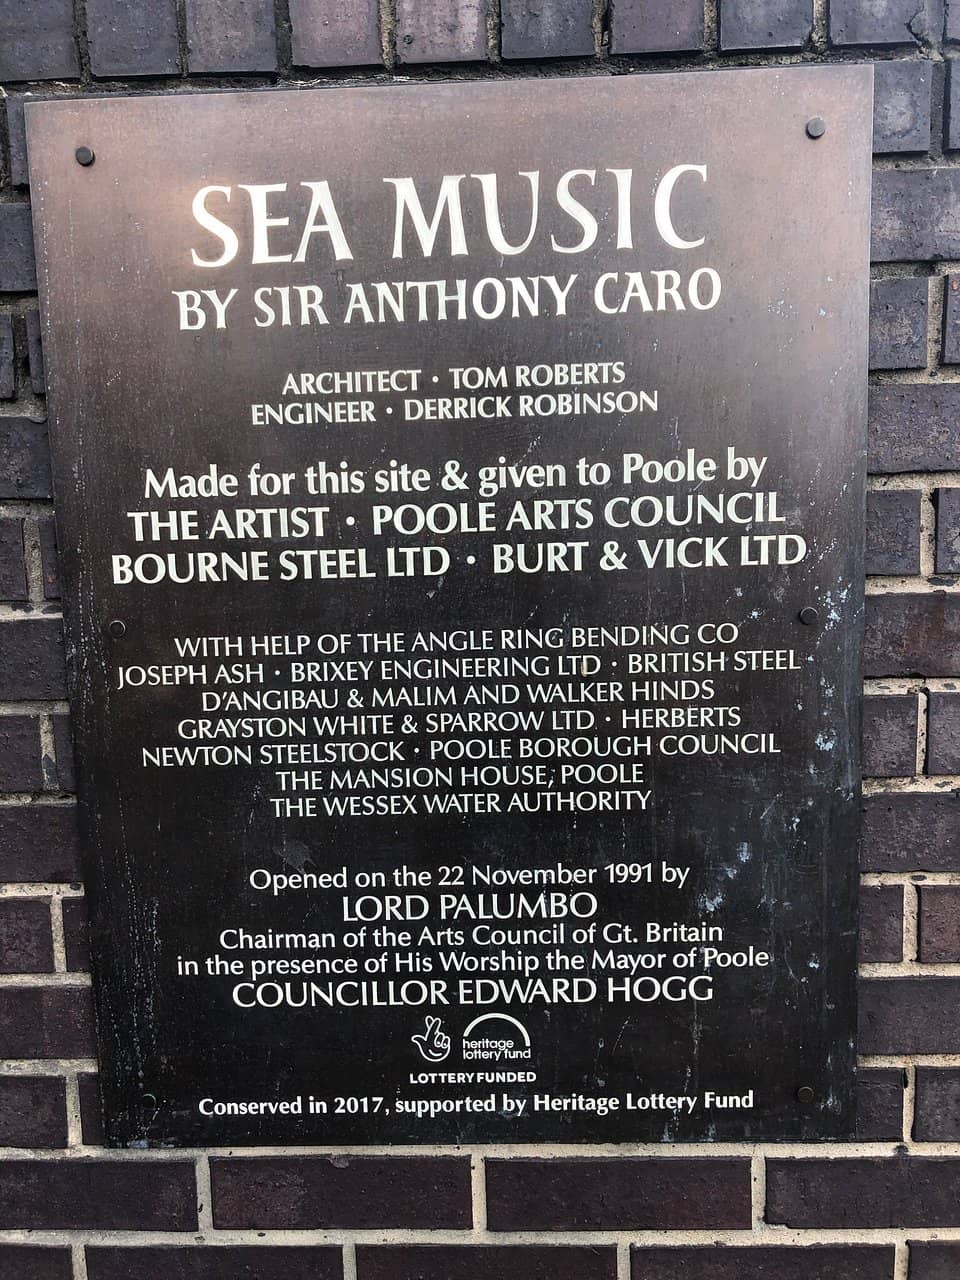 SEA MUSIC
BY SIR ANTHONY CARO
ARCHITECT · TOM ROBERTS
ENGINEER · DERRICK ROBINSON
Made for this site & given to Poole by
THE ARTIST · POOLE ARTS COUNCIL
BOURNE STEEL LTD · BURT & VICK LTD
WITH HELP OF THE ANGLE RING BENDING CO
JOSEPH ASH · BRIXEY ENGINEERING LTD · BRITISH STEEL
D'ANGIBAU & MALIM AND WALKER HINDS
GRAYSTON WHITE & SPARROW LTD · HERBERTS
NEWTON STEELSTOCK · POOLE BOROUGH COUNCIL
THE MANSION HOUSE, POOLE
THE WESSEX WATER AUTHORITY
Opened on the 22 November 1991 by
LORD PALUMBO
Chairman of the Arts Council of Gt. Britain
in the presence of His Worship the Mayor of Poole
COUNCILLOR EDWARD HOGG
heritage
lottery fund
LOTTERY FUNDED
Conserved in 2017, supported by Heritage Lottery Fund